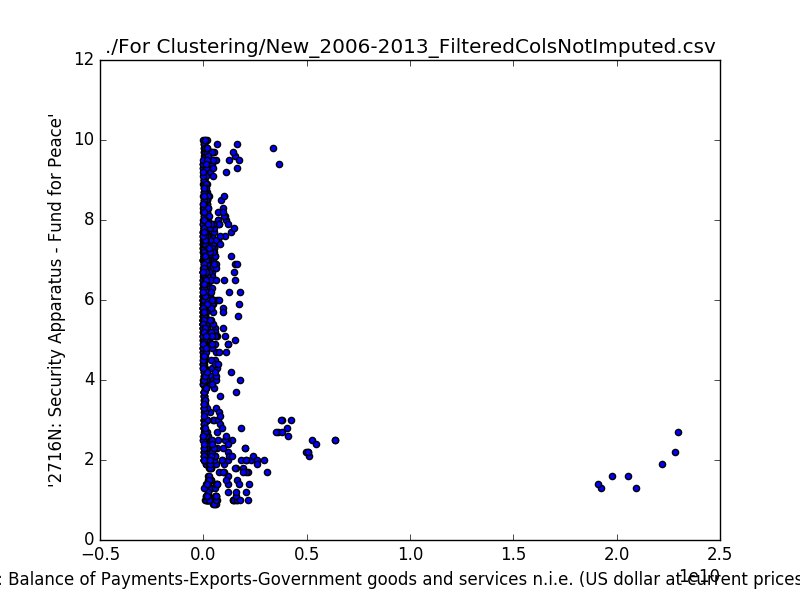 ./For Clustering/New_2006-2013_FilteredColsNotImputed.csv
12
10
8
6
4
2
0
'2716N: Security Apparatus - Fund for Peace'
−0.5 0.0 0.5 1.0 1.5 2.0 2.5
1e10
: Balance of Payments-Exports-Government goods and services n.i.e. (US dollar at current prices